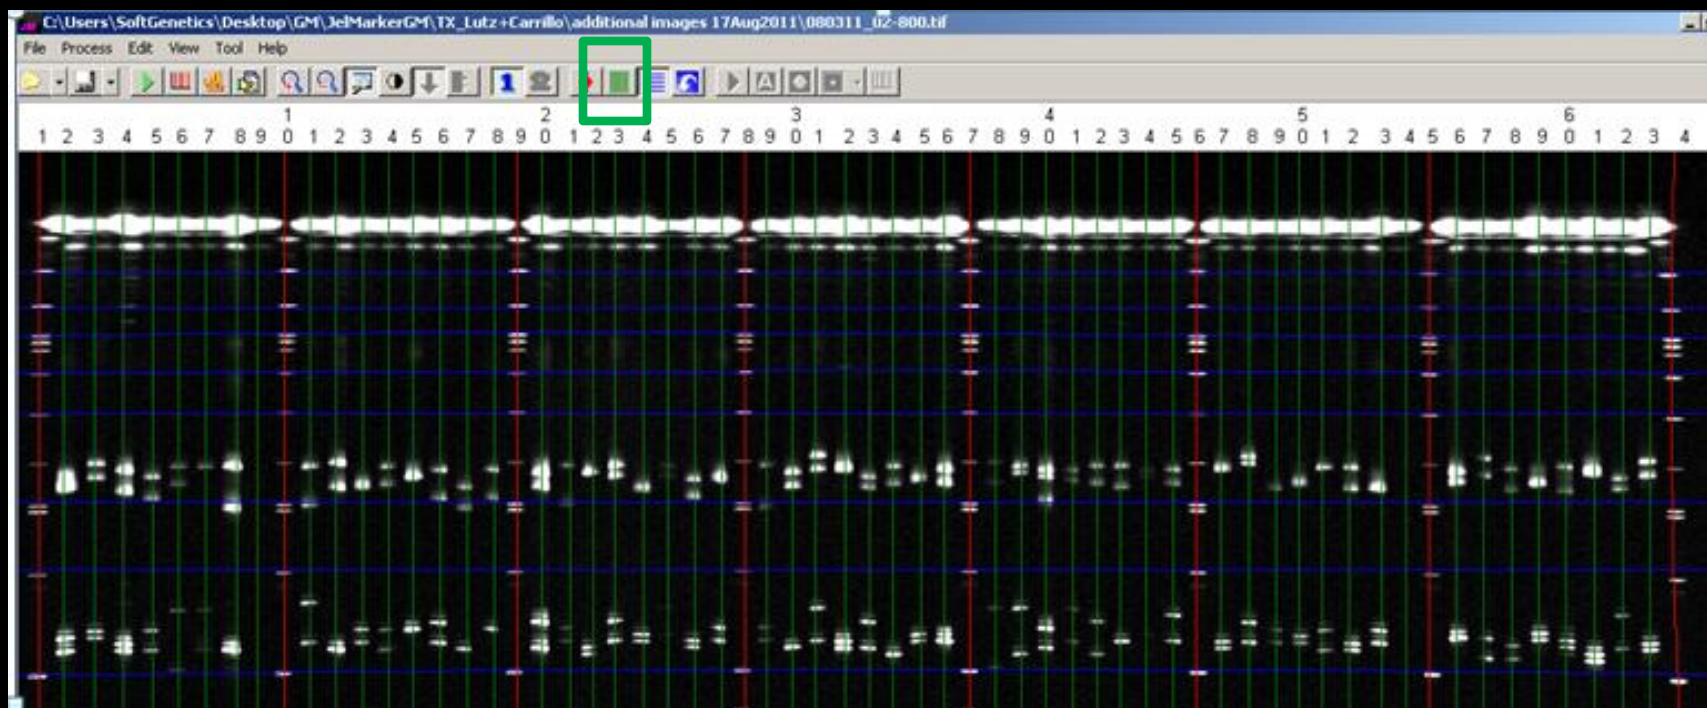 C:\Users\SoftGenetics\Desktop\GM\JelMarkerGM\TX_Lutz+Carrillo\additional images 17Aug2011\080311_02-800.tif
File Process Edit View Tool Help
1 A
1 2 3 4 5 6
1 2 3 4 5 6 7 8 9 0 1 2 3 4 5 6 7 8 9 0 1 2 3 4 5 6 7 8 9 0 1 2 3 4 5 6 7 8 9 0 1 2 3 4 5 6 7 8 9 0 1 2 3 4 5 6 7 8 9 0 1 2 3 4